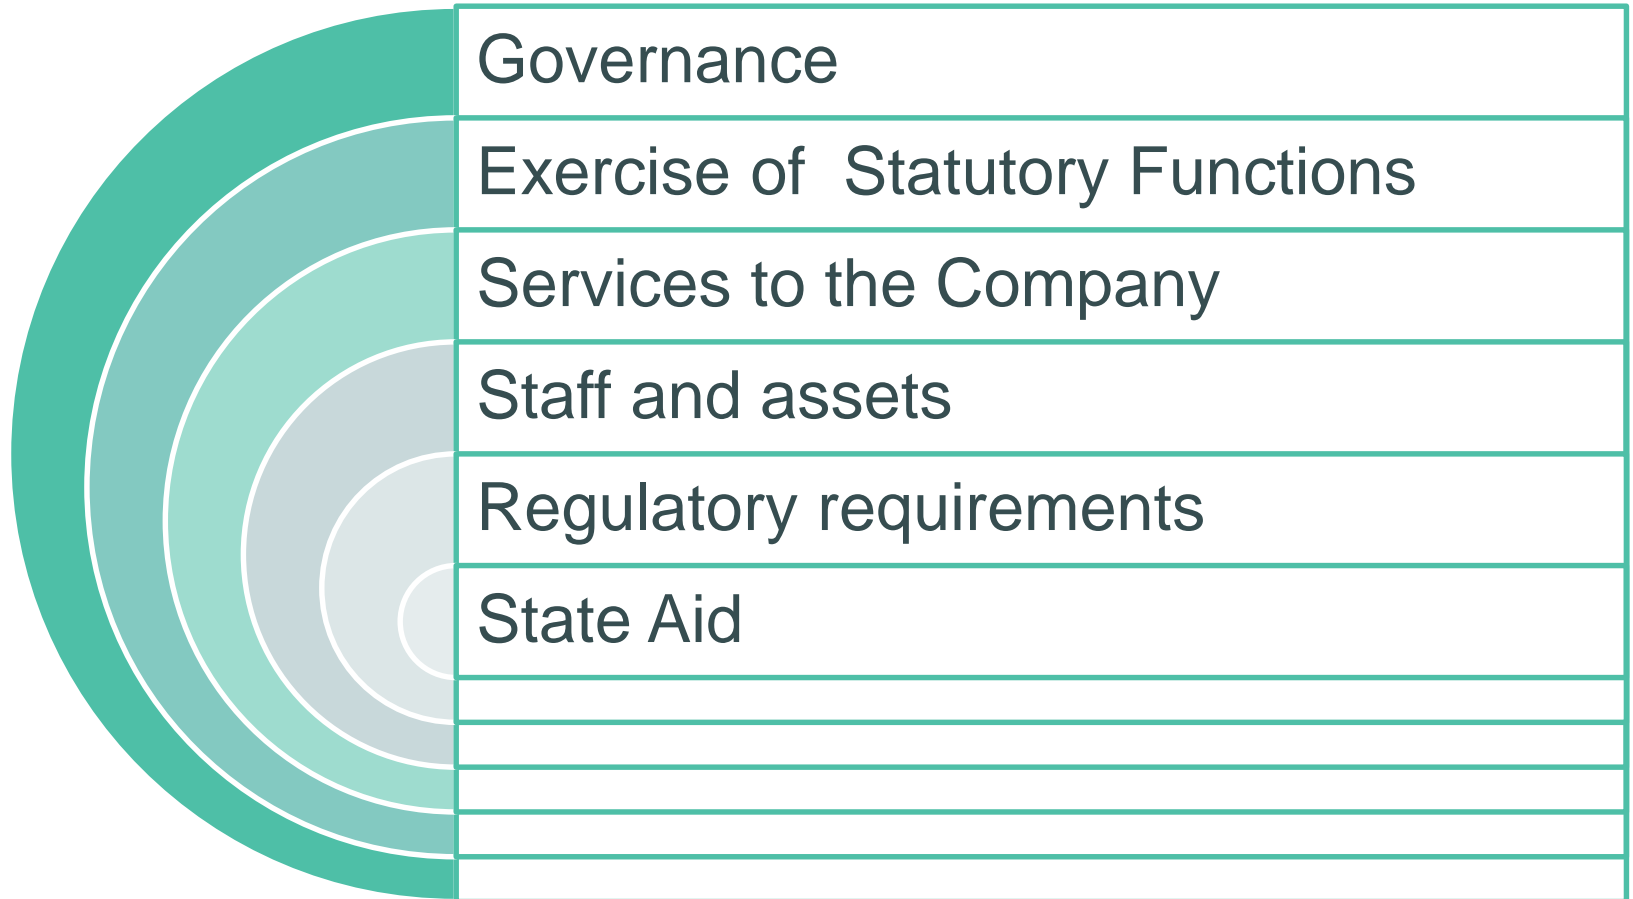 Governance
Exercise of  Statutory Functions
Services to the Company
Staff and assets
Regulatory requirements
State Aid